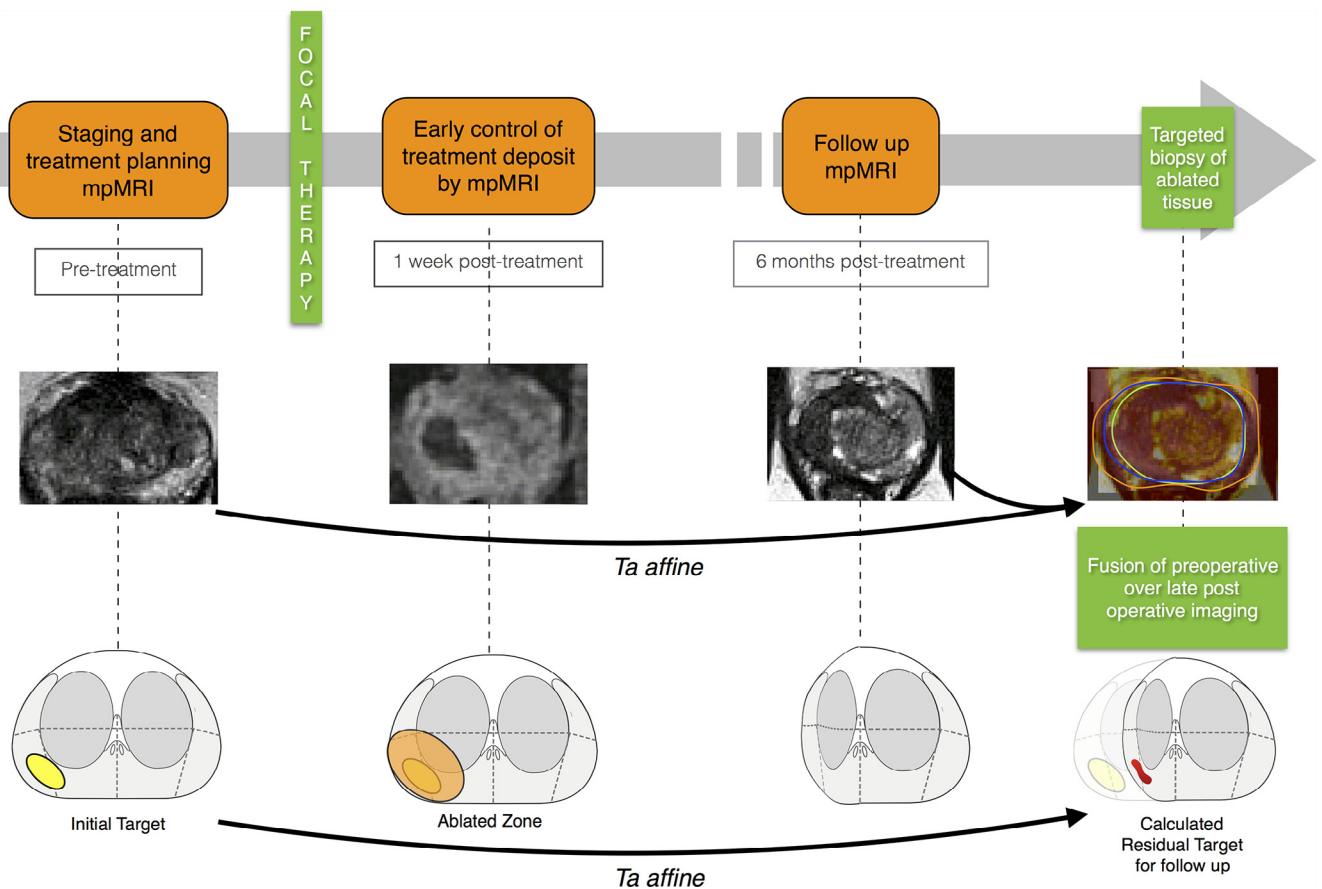 Staging and
treatment planning
mpMRI
FOCAL THERAPY
Early control of
treatment deposit
by mpMRI
Follow up
mpMRI
Targeted
biopsy of
ablated
tissue
Pre-treatment
1 week post-treatment
6 months post-treatment
Ta affine
Fusion of preoperative
over late post
operative imaging
Initial Target
Ablated Zone
Calculated
Residual Target
for follow up
Ta affine